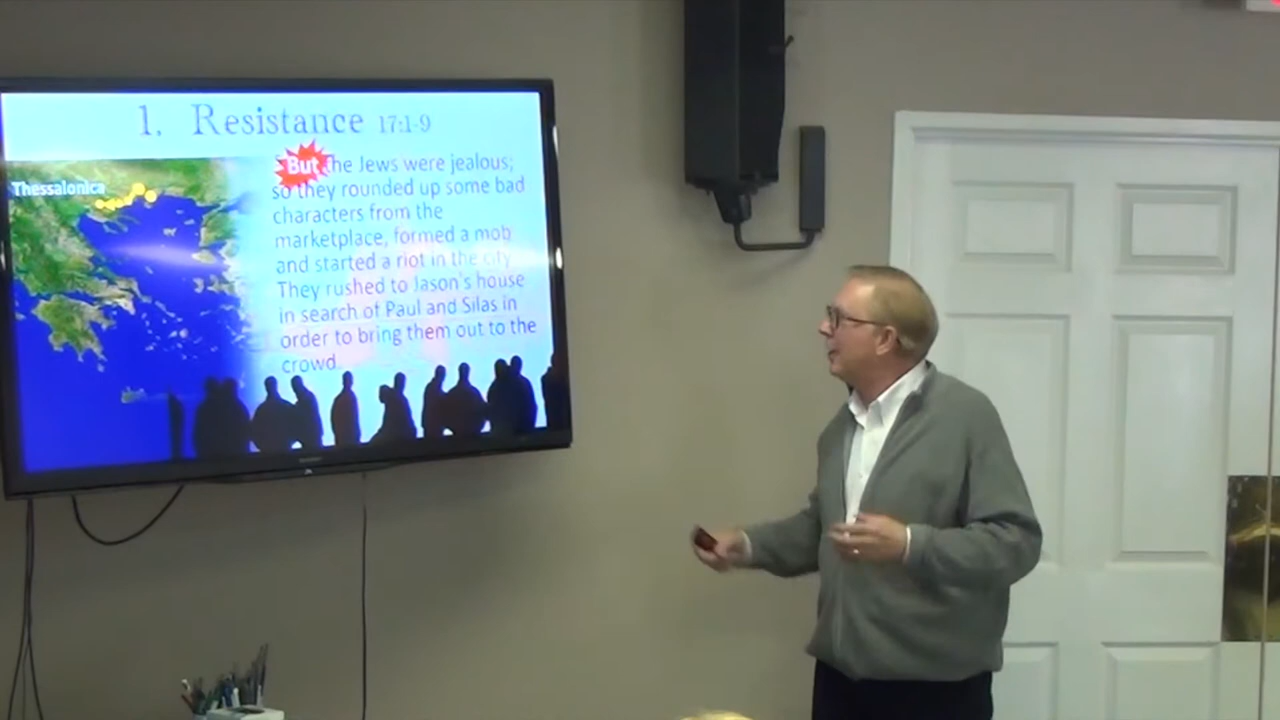 1. Resistance 17:1-9
Thessalonica
But the Jews were jealous;
so they rounded up some bad
characters from the
marketplace, formed a mob
and started a riot in the city
They rushed to Jason's house
in search of Paul and Silas in
order to bring them out to the
crowd.